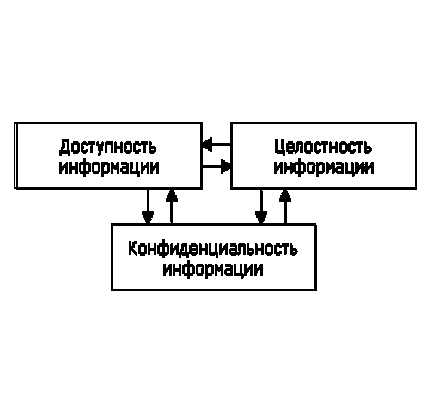 Доступность
информации
Целостность
информации
Конфиденциальность
информации